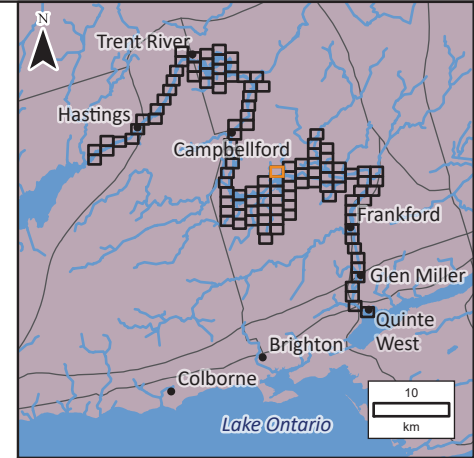 N
Trent River
Hastings
Campbellford
Frankford
Glen Miller
Quinte
West
Brighton
Colborne
Lake Ontario
10
km